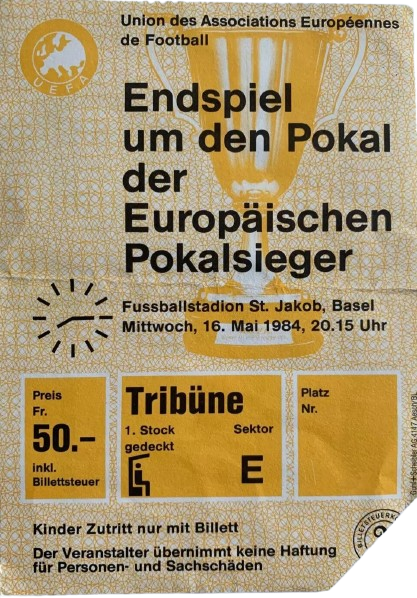 UEFA
Union des Associations Européennes
de Football
Endspiel
um den Pokal
der
Europäischen
Pokalsieger
Fussballstadion St. Jakob, Basel
Mittwoch, 16. Mai 1984, 20.15 Uhr
Preis
Fr.
50.–
inkl.
Billettsteuer
Tribüne
1. Stock
gedeckt
Sektor
E
Platz
Nr.
Kinder Zutritt nur mit Billett
Der Veranstalter übernimmt keine Haftung
für Personen- und Sachschäden